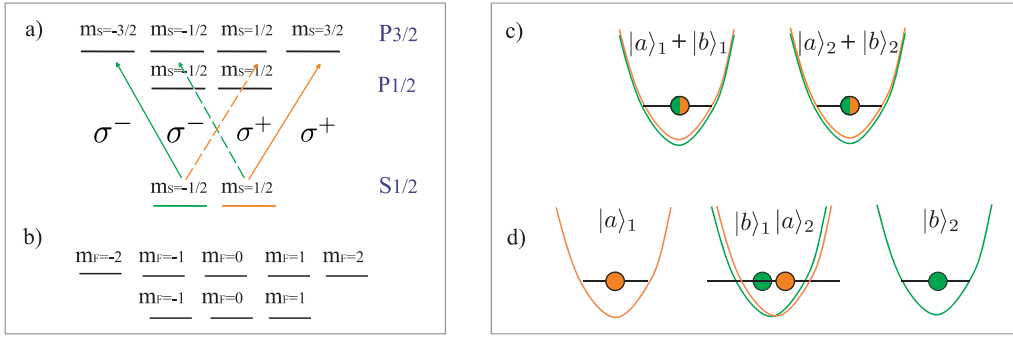 a)
mS=-3/2 mS=-1/2 mS=1/2 mS=3/2 P3/2
mS=-1/2 mS=1/2 P1/2
σ⁻ σ⁻ σ⁺ σ⁺
mS=-1/2 mS=1/2 S1/2
b)
mF=-2 mF=-1 mF=0 mF=1 mF=2
mF=-1 mF=0 mF=1
c)
|a⟩₁ + |b⟩₁ |a⟩₂ + |b⟩₂
d)
|a⟩₁ |b⟩₁ |a⟩₂ |b⟩₂